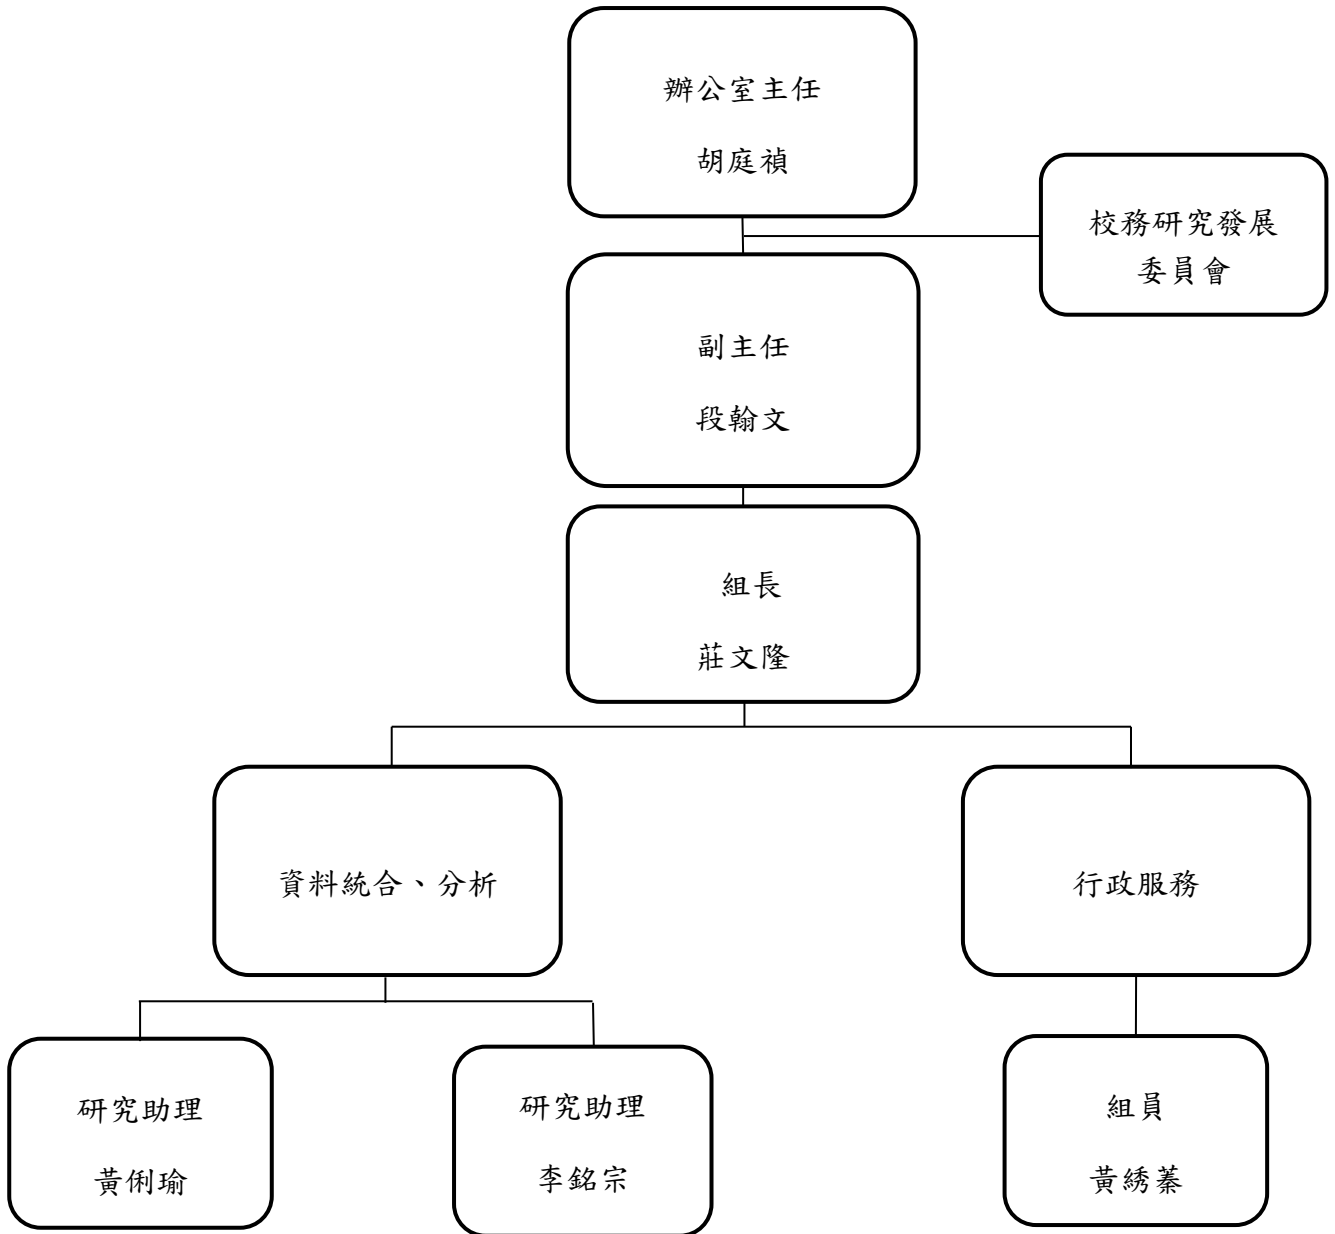 辦公室主任
胡庭禎
校務研究發展
委員會
副主任
段翰文
組長
莊文隆
資料統合、分析
行政服務
研究助理
黃俐瑜
研究助理
李銘宗
組員
黃綉蓁